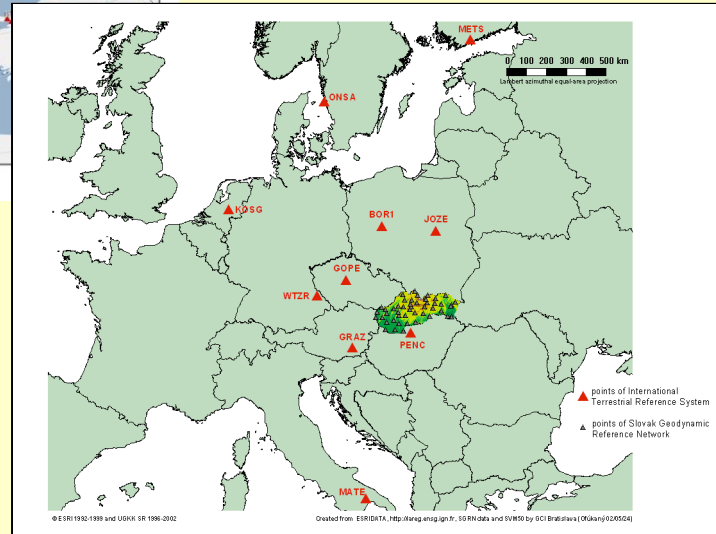 METS
0 100 200 300 400 500 km
Lambert azimuthal equal-area projection
ONSA
KOSG
BOR1
JOZE
GOPE
WTZR
GRAZ
PENC
MATE
points of International
Terrestrial Reference System
points of Slovak Geodynamic
Reference Network
© ESRI 1992-1999 and UGKK SR 1996-2002
Created from ESRI DATA, http://lareg.ensg.ign.fr, SGRN data and SVM50 by GCI Bratislava (Ofúkaný 02/05/24)